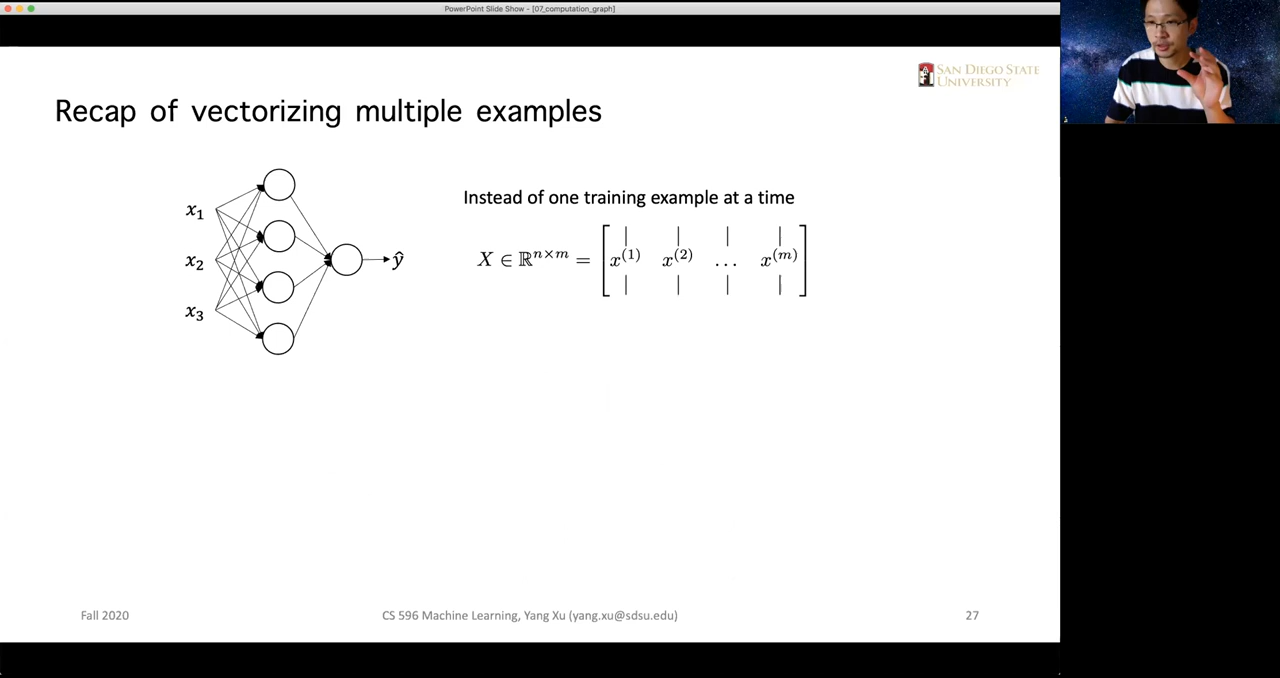 PowerPoint Slide Show - [07_computation_graph]
SAN DIEGO STATE
UNIVERSITY
Recap of vectorizing multiple examples
x₁
x₂
x₃
ŷ
Instead of one training example at a time
X ∈ ℝⁿˣᵐ = [x⁽¹⁾ x⁽²⁾ … x⁽ᵐ⁾]
Fall 2020
CS 596 Machine Learning, Yang Xu (yang.xu@sdsu.edu)
27